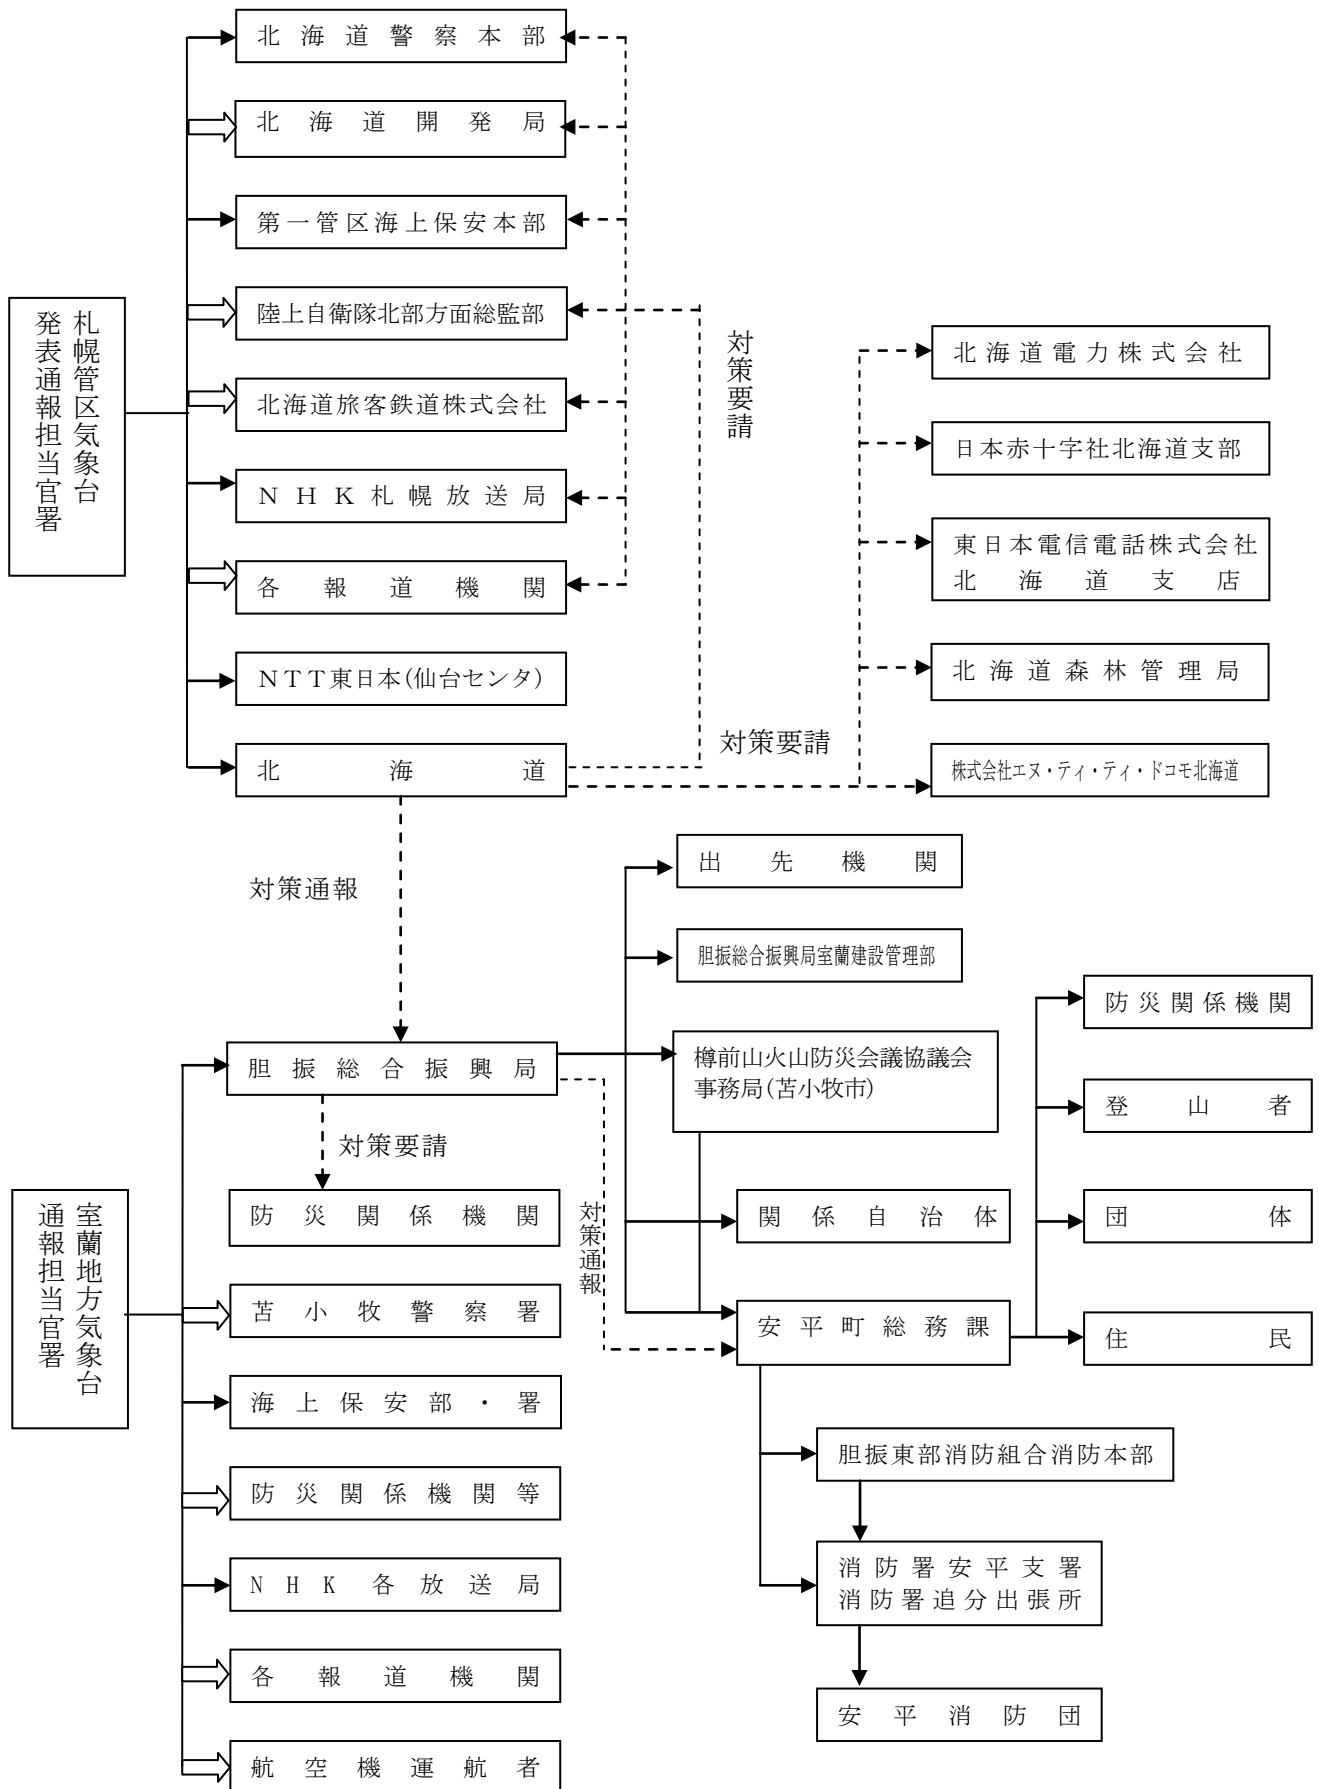 札幌管区気象台
発表通報担当官署
北海道警察本部
北海道開発局
第一管区海上保安本部
陸上自衛隊北部方面総監部
北海道旅客鉄道株式会社
NHK札幌放送局
各報道機関
NTT東日本(仙台センタ)
北海道
対策要請
対策要請
北海道電力株式会社
日本赤十字社北海道支部
東日本電信電話株式会社
北海道支店
北海道森林管理局
株式会社エヌ・ティ・ティ・ドコモ北海道
対策通報
室蘭地方気象台
通報担当官署
胆振総合振興局
対策要請
防災関係機関
苫小牧警察署
海上保安部・署
防災関係機関等
NHK各放送局
各報道機関
航空機運航者
対策通報
出先機関
胆振総合振興局室蘭建設管理部
樽前山火山防災会議協議会
事務局(苫小牧市)
関係自治体
安平町総務課
防災関係機関
登山者
団体
住民
胆振東部消防組合消防本部
消防署安平支署
消防署追分出張所
安平消防団